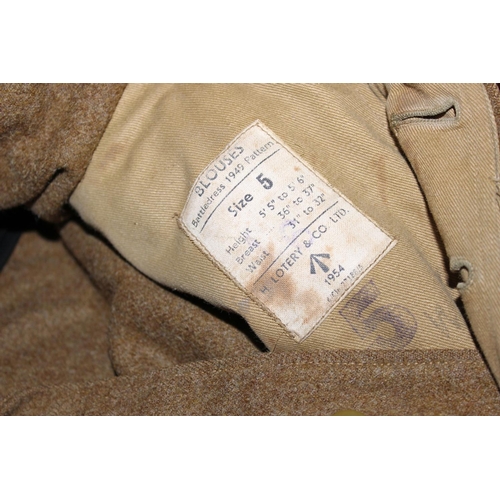 BLOUSES
Battledress 1949 Pattern
Size 5
Height 5' 5" to 5' 6"
Breast 36" to 37"
Waist 31" to 32"
H. LOTERY & CO. LTD.
1954
5